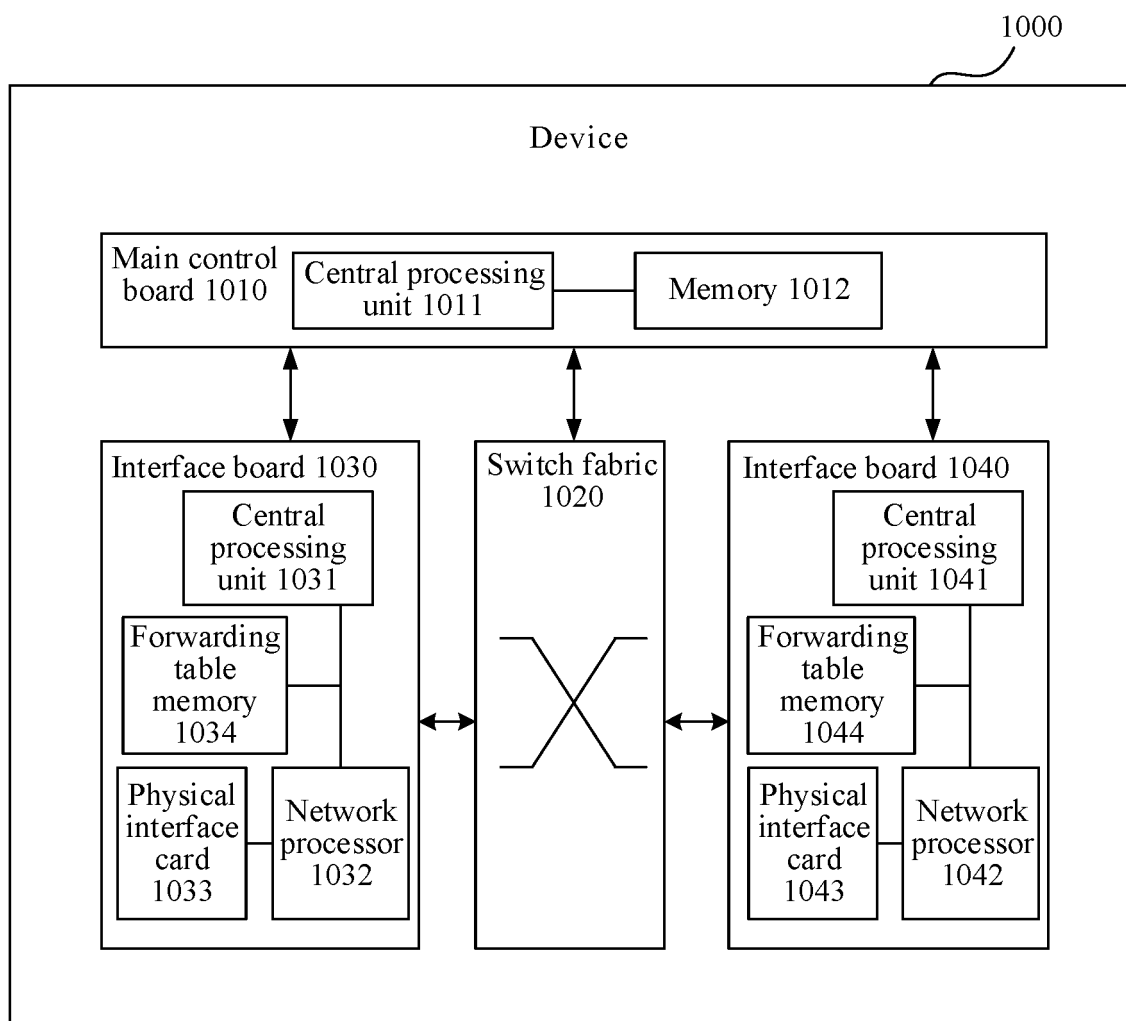 1000
Device
Main control
board 1010
Central processing
unit 1011
Memory 1012
Interface board 1030
Central
processing
unit 1031
Forwarding
table
memory
1034
Physical
interface
card
1033
Network
processor
1032
Switch fabric
1020
Interface board 1040
Central
processing
unit 1041
Forwarding
table
memory
1044
Physical
interface
card
1043
Network
processor
1042